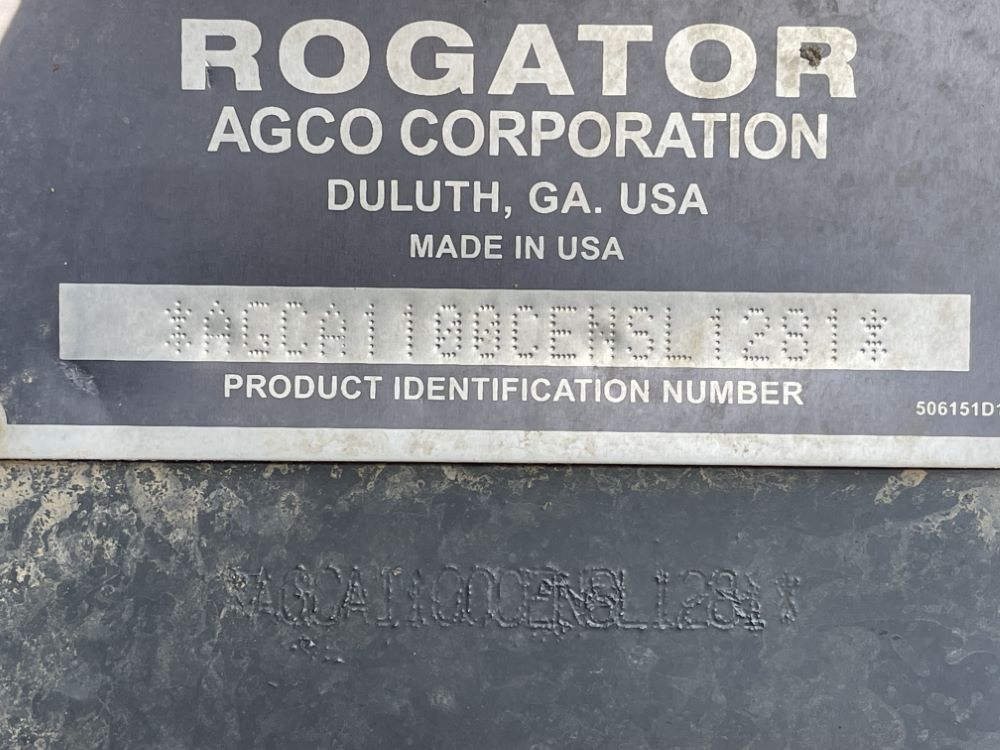 ROGATOR
AGCO CORPORATION
DULUTH, GA. USA
MADE IN USA
*AGCA1100CENSL1281*
PRODUCT IDENTIFICATION NUMBER
506151D1
*AGCA1100CENSL1281*